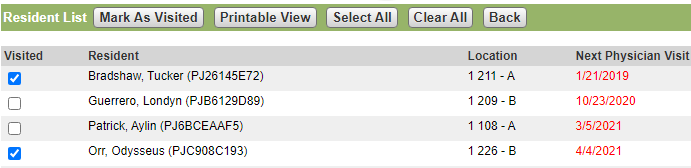 Resident List Mark As Visited Printable View Select All Clear All Back
Visited Resident Location Next Physician Visit
Bradshaw, Tucker (PJ26145E72) 1 211 - A 1/21/2019
Guerrero, Londyn (PJB6129D89) 1 209 - B 10/23/2020
Patrick, Aylin (PJ6BCEAAF5) 1 108 - A 3/5/2021
Orr, Odysseus (PJC908C193) 1 226 - B 4/4/2021